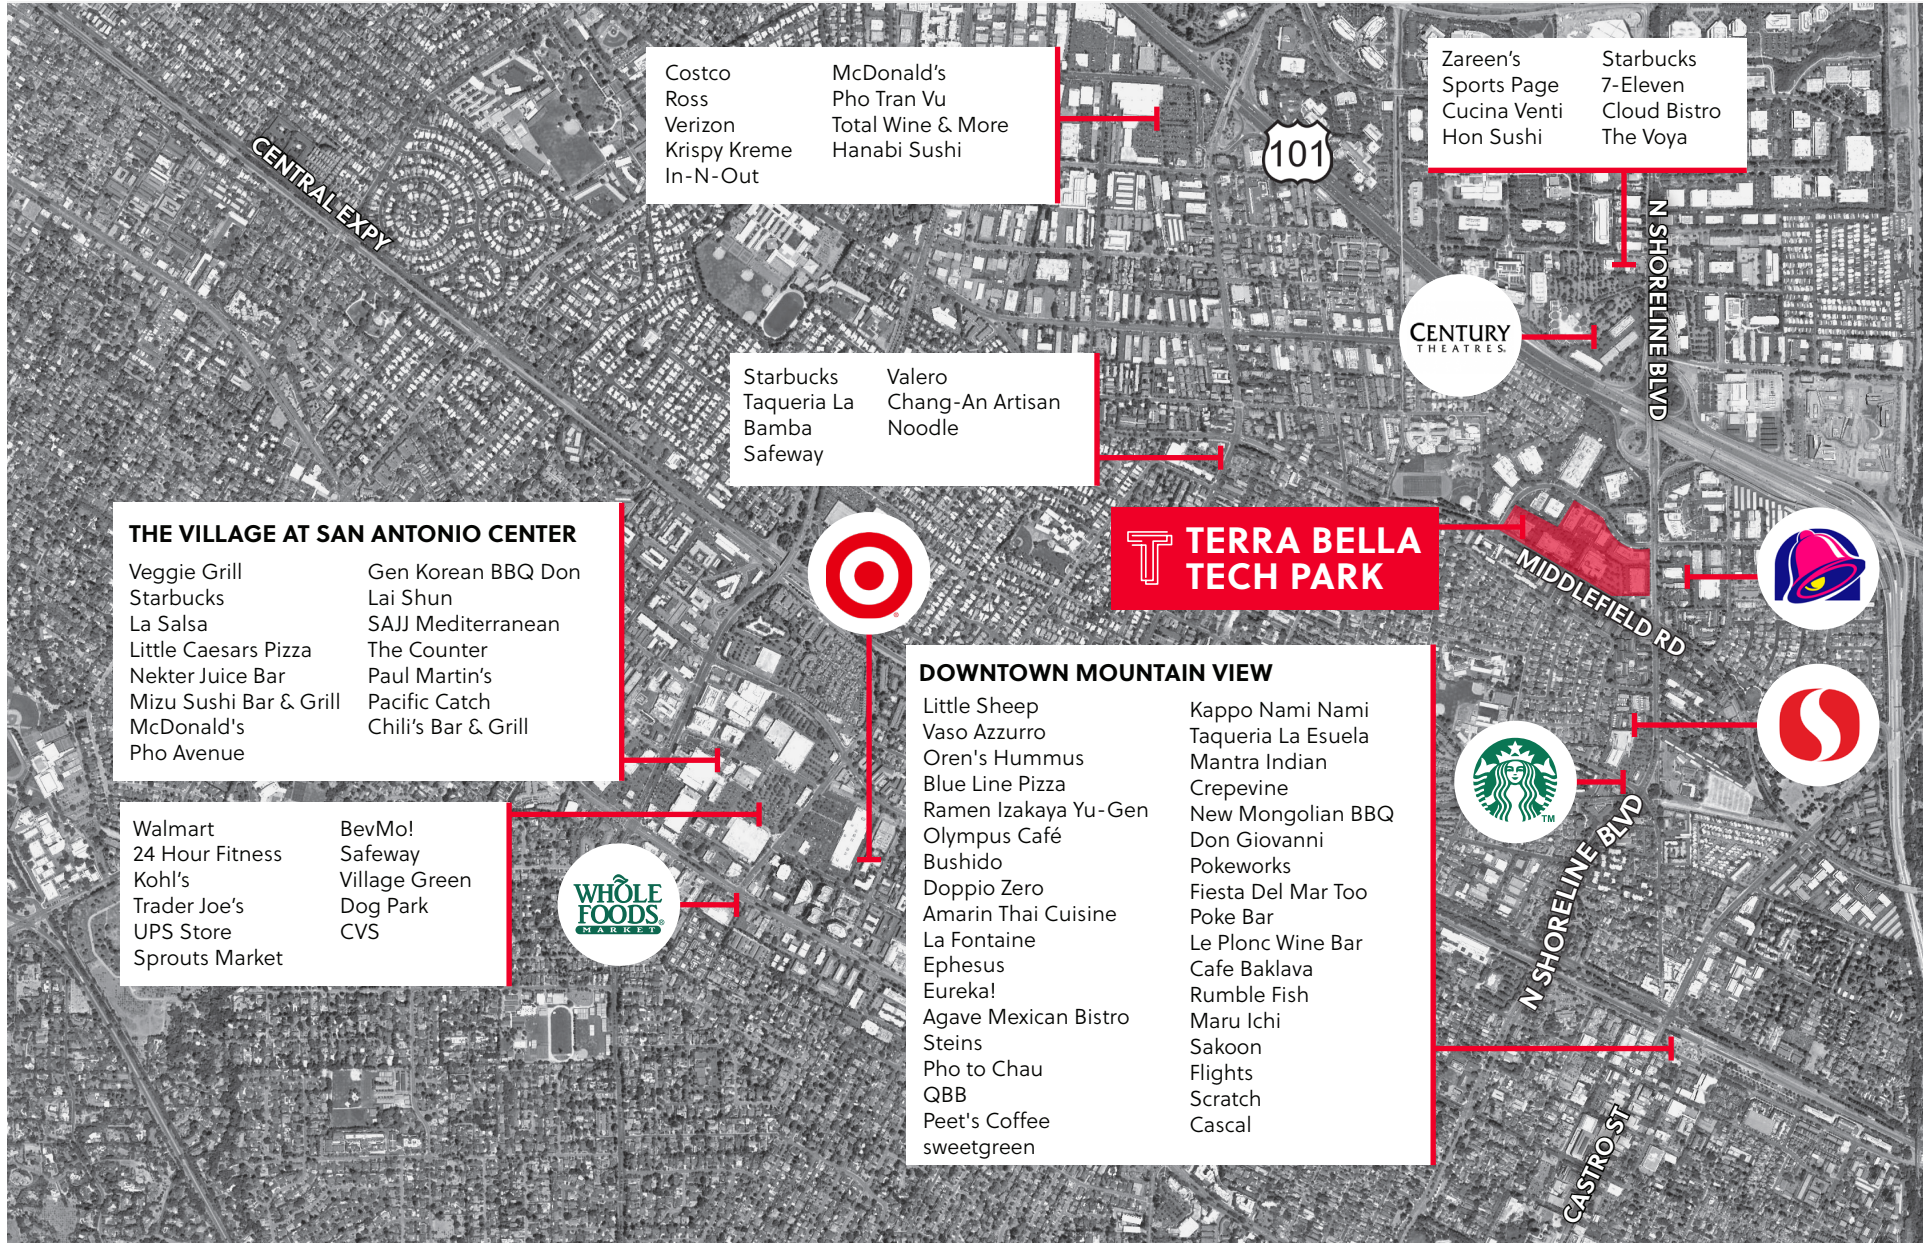 Costco
Ross
Verizon
Krispy Kreme
In-N-Out
McDonald's
Pho Tran Vu
Total Wine & More
Hanabi Sushi
Zareen's
Sports Page
Cucina Venti
Hon Sushi
Starbucks
7-Eleven
Cloud Bistro
The Voya
CENTRAL EXPY
101
N SHORELINE BLVD
CENTURY
THEATRES®
Starbucks
Taqueria La
Bamba
Safeway
Valero
Chang-An Artisan
Noodle
THE VILLAGE AT SAN ANTONIO CENTER
Veggie Grill
Starbucks
La Salsa
Little Caesars Pizza
Nekter Juice Bar
Mizu Sushi Bar & Grill
McDonald's
Pho Avenue
Gen Korean BBQ Don
Lai Shun
SAJJ Mediterranean
The Counter
Paul Martin's
Pacific Catch
Chili's Bar & Grill
®
T TERRA BELLA
TECH PARK
MIDDLEFIELD RD
DOWNTOWN MOUNTAIN VIEW
Little Sheep
Vaso Azzurro
Oren's Hummus
Blue Line Pizza
Ramen Izakaya Yu-Gen
Olympus Café
Bushido
Doppio Zero
Amarin Thai Cuisine
La Fontaine
Ephesus
Eureka!
Agave Mexican Bistro
Steins
Pho to Chau
QBB
Peet's Coffee
sweetgreen
Kappo Nami Nami
Taqueria La Esuela
Mantra Indian
Crepevine
New Mongolian BBQ
Don Giovanni
Pokeworks
Fiesta Del Mar Too
Poke Bar
Le Plonc Wine Bar
Cafe Baklava
Rumble Fish
Maru Ichi
Sakoon
Flights
Scratch
Cascal
TM
N SHORELINE BLVD
Walmart
24 Hour Fitness
Kohl's
Trader Joe's
UPS Store
Sprouts Market
BevMo!
Safeway
Village Green
Dog Park
CVS
WHOLE
FOODS®
MARKET
CASTRO ST